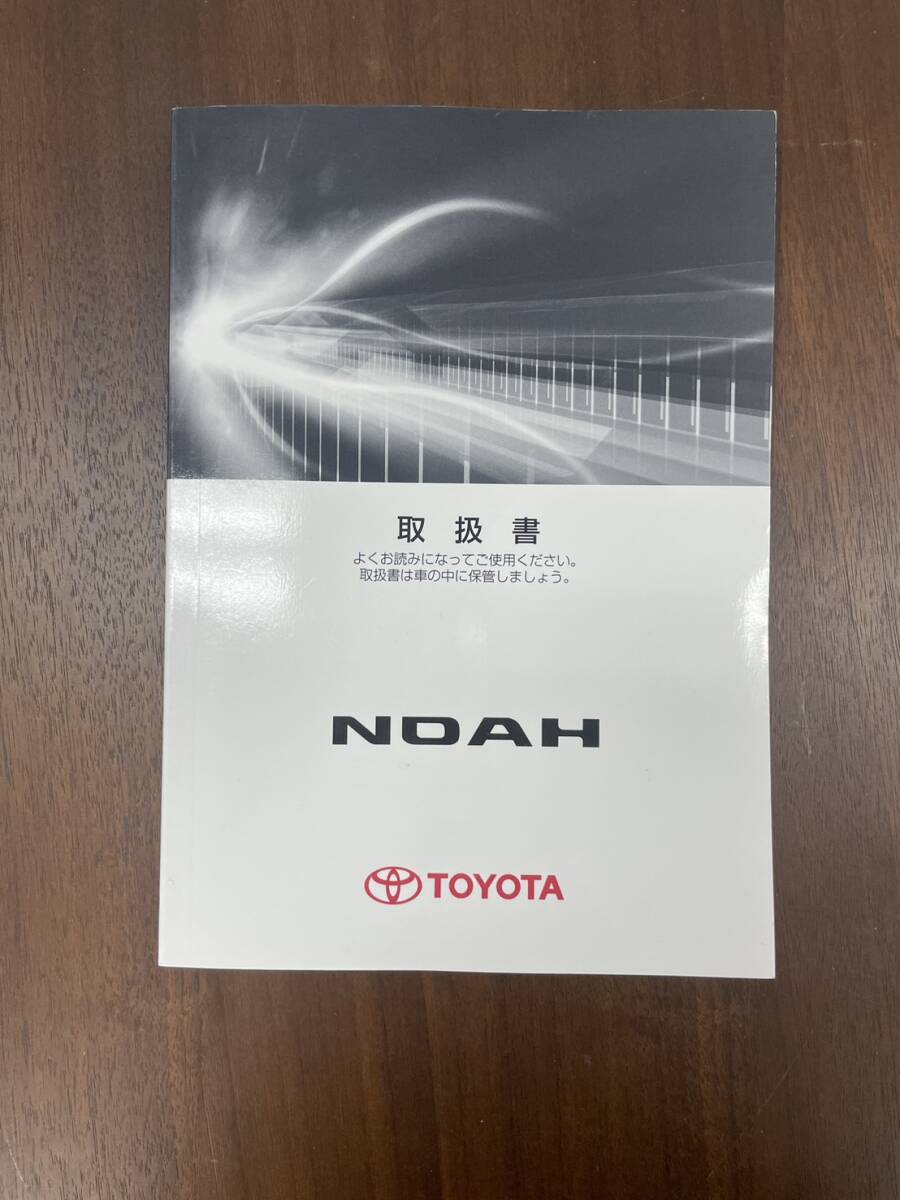 取扱書
よくお読みになってご使用ください。
取扱書は車の中に保管しましょう。
NOAH
TOYOTA